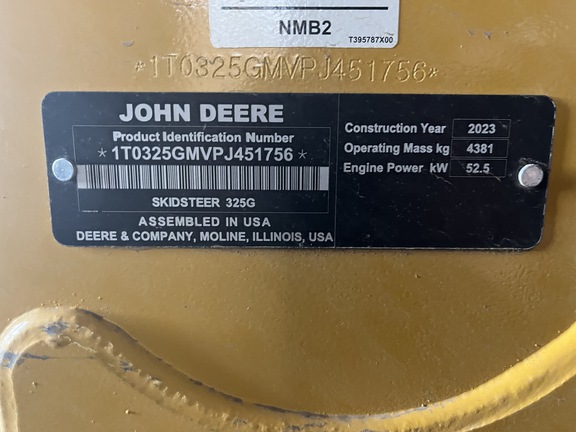 NMB2
T395787X00
*1T0325GMVPJ451756*
JOHN DEERE
Product Identification Number
*1T0325GMVPJ451756*
SKIDSTEER 325G
ASSEMBLED IN USA
DEERE & COMPANY, MOLINE, ILLINOIS, USA
Construction Year 2023
Operating Mass kg 4381
Engine Power kW 52.5